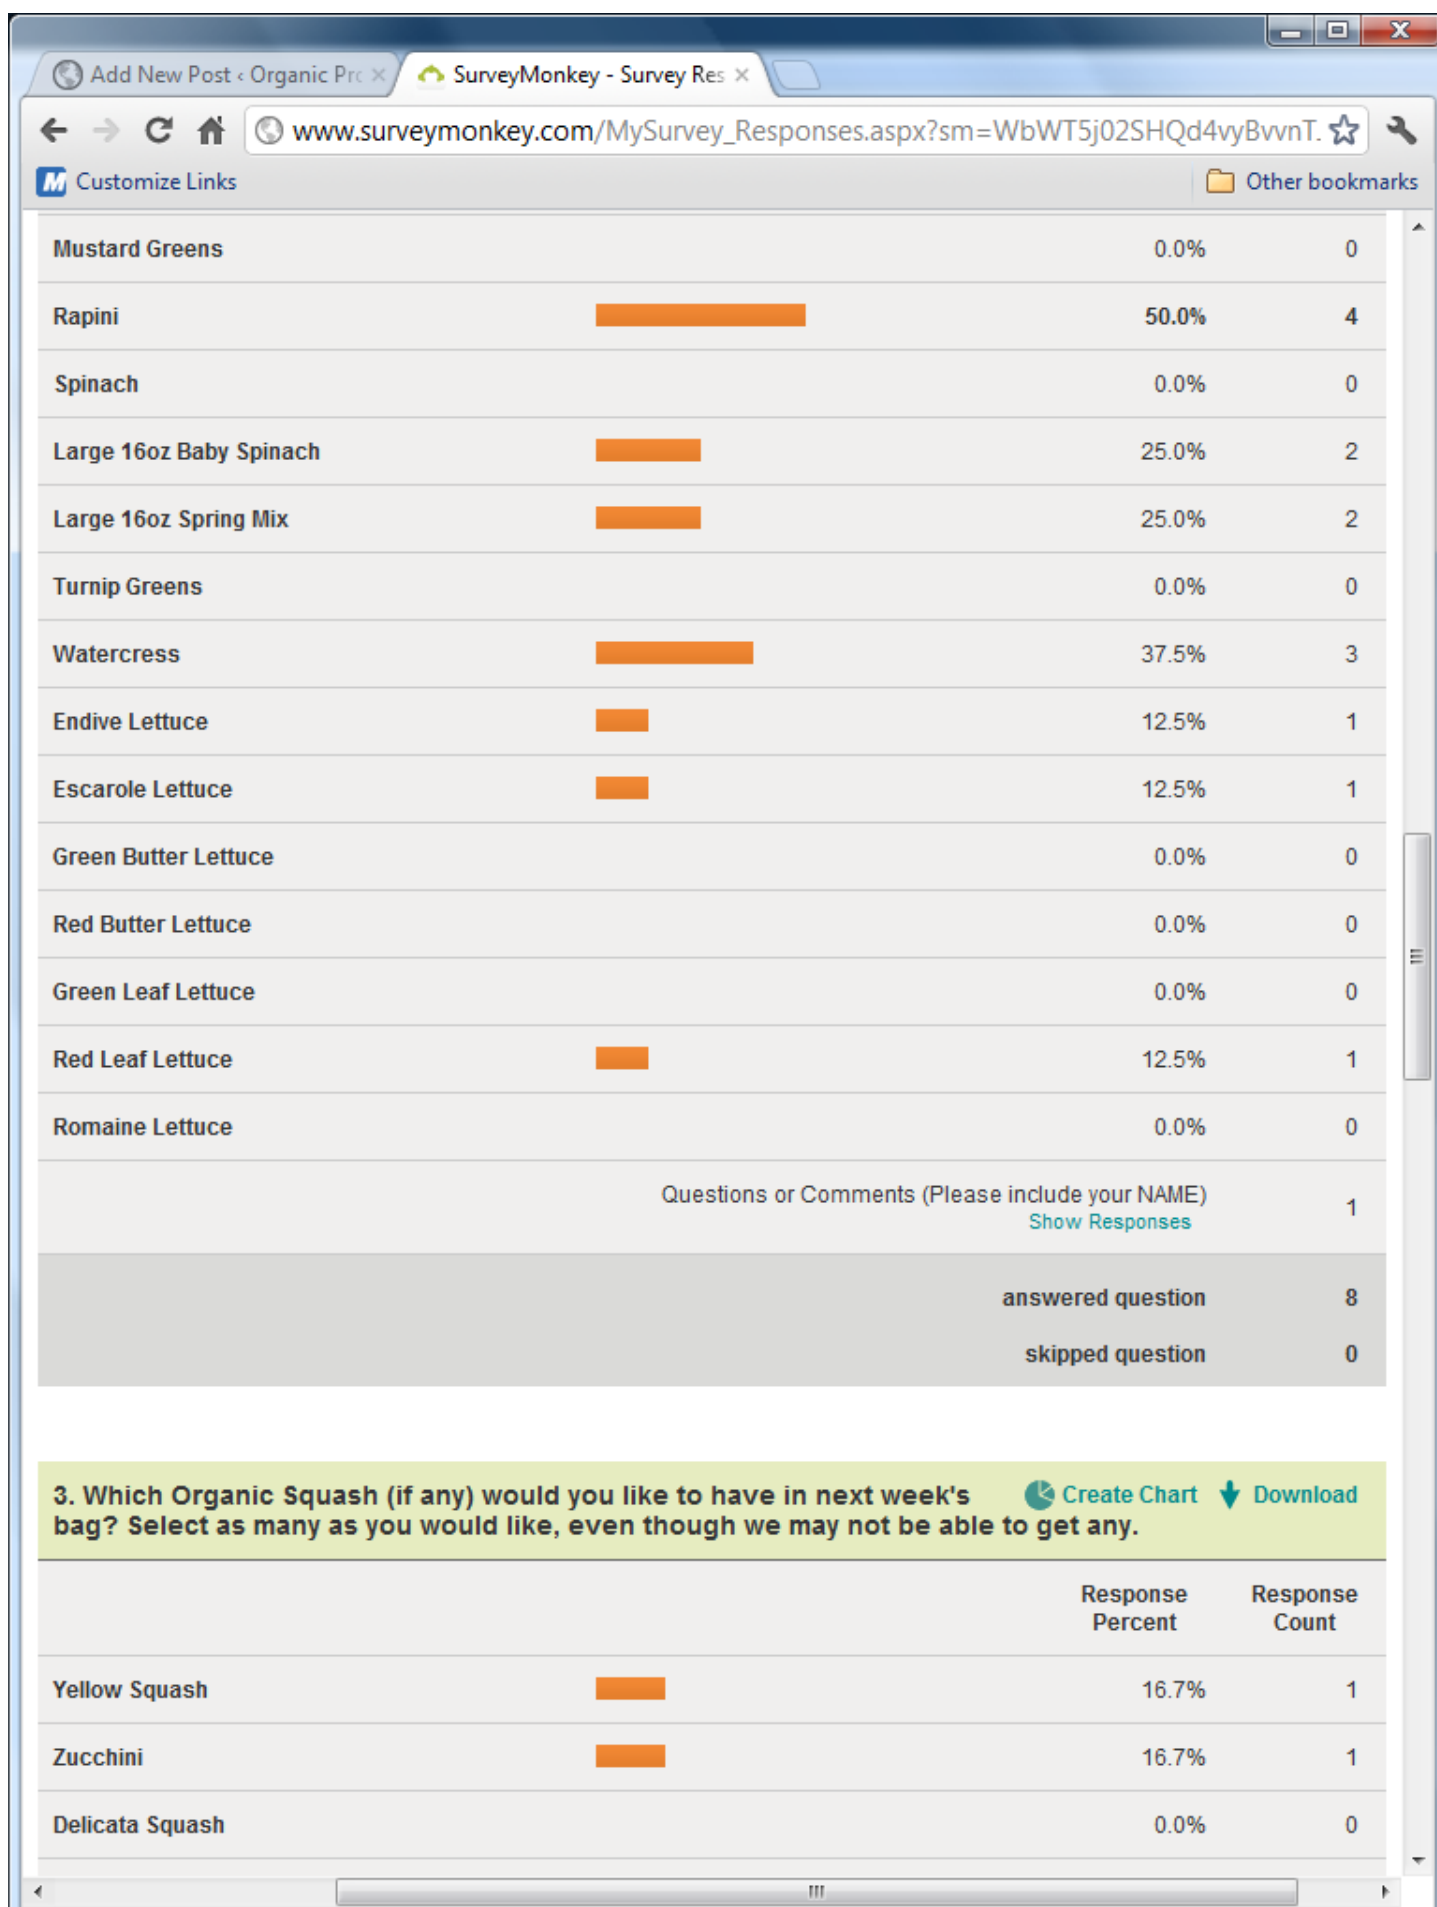 Add New Post ‹ Organic Pro
SurveyMonkey - Survey Res
www.surveymonkey.com/MySurvey_Responses.aspx?sm=WbWT5j02SHQd4vyBvvnT.
Customize Links
Other bookmarks
Mustard Greens 0.0% 0
Rapini 50.0% 4
Spinach 0.0% 0
Large 16oz Baby Spinach 25.0% 2
Large 16oz Spring Mix 25.0% 2
Turnip Greens 0.0% 0
Watercress 37.5% 3
Endive Lettuce 12.5% 1
Escarole Lettuce 12.5% 1
Green Butter Lettuce 0.0% 0
Red Butter Lettuce 0.0% 0
Green Leaf Lettuce 0.0% 0
Red Leaf Lettuce 12.5% 1
Romaine Lettuce 0.0% 0
Questions or Comments (Please include your NAME) 1
Show Responses
answered question 8
skipped question 0
3. Which Organic Squash (if any) would you like to have in next week's
bag? Select as many as you would like, even though we may not be able to get any.
Create Chart Download
Response Percent
Response Count
Yellow Squash 16.7% 1
Zucchini 16.7% 1
Delicata Squash 0.0% 0